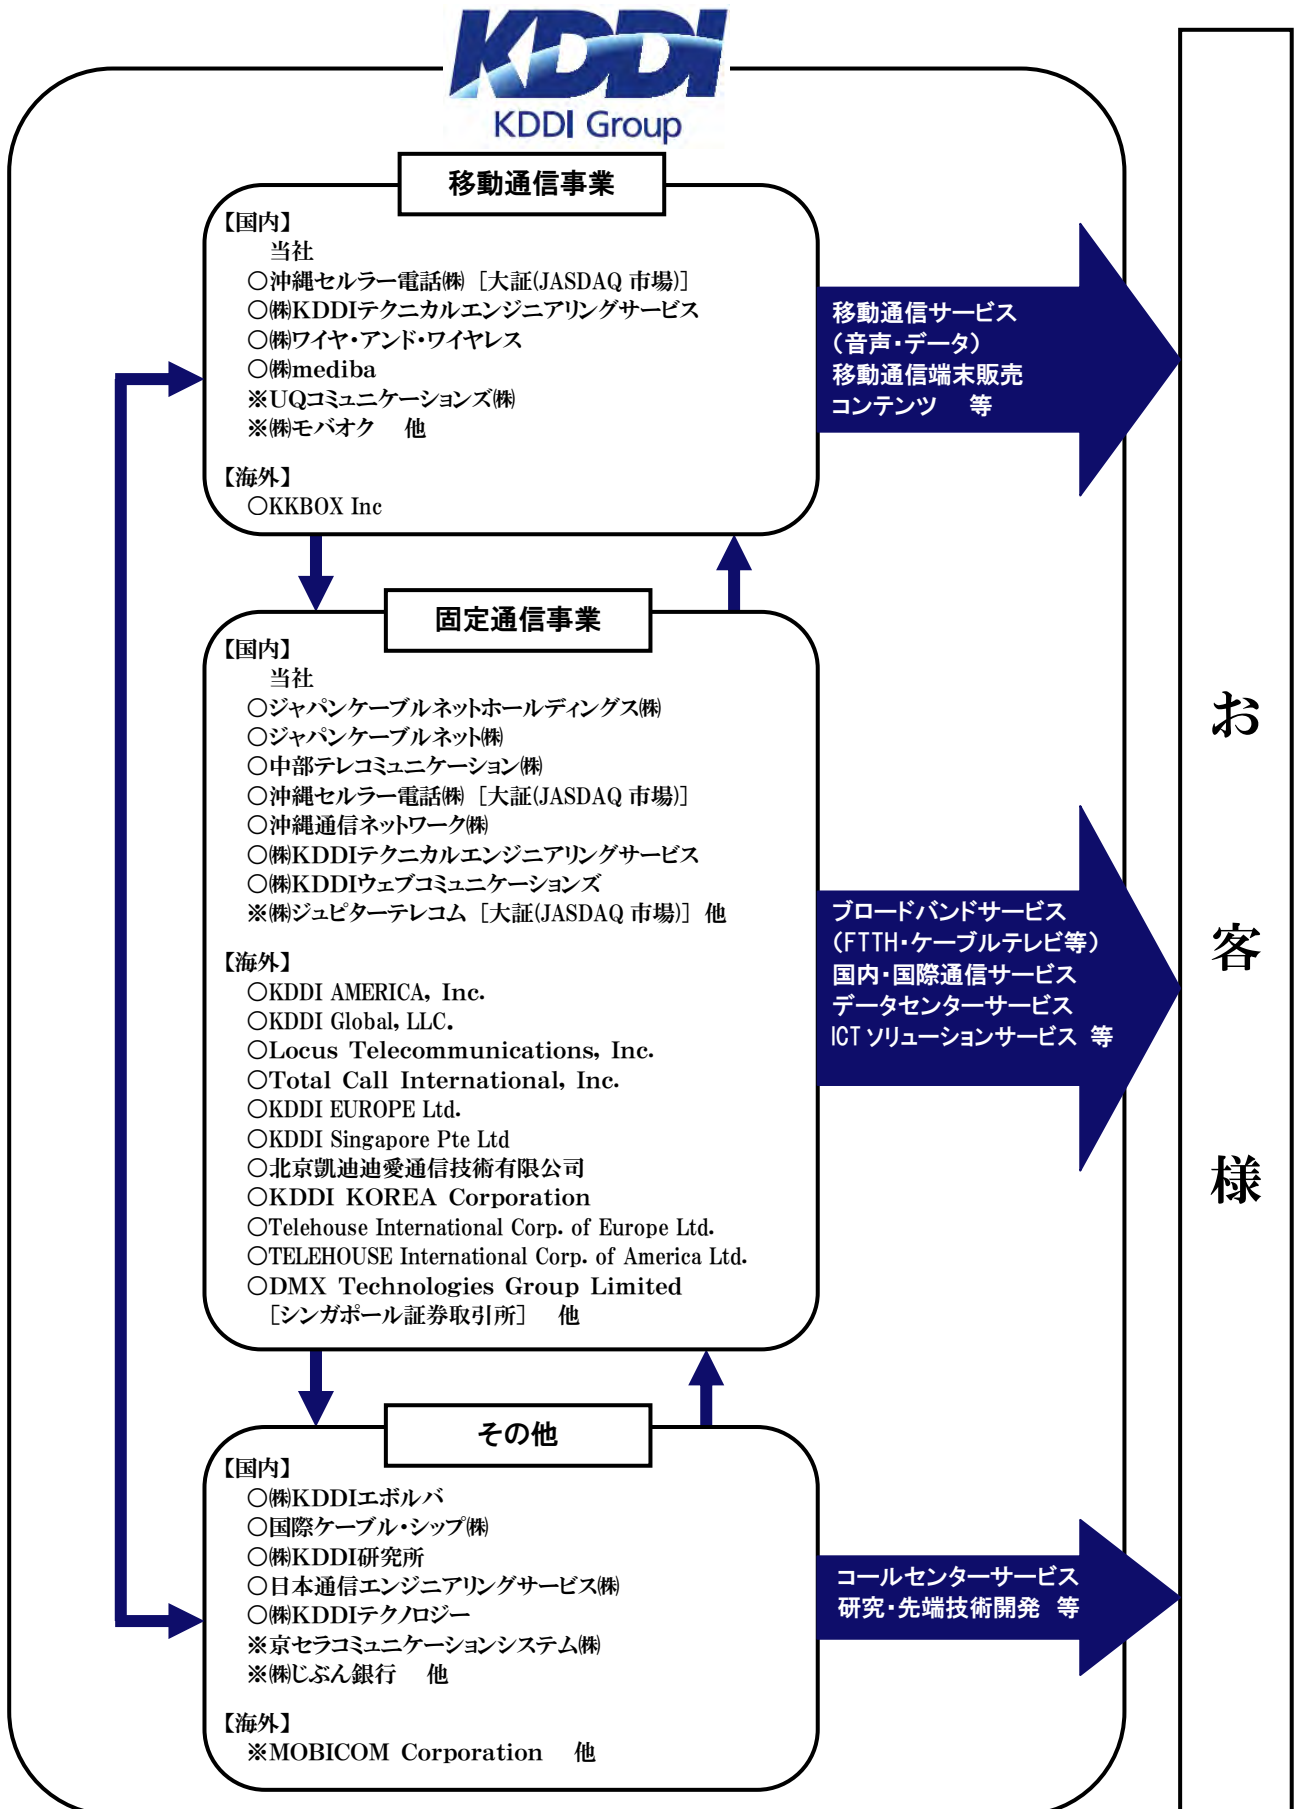 KDDI
KDDI Group
移動通信事業
【国内】
当社
○沖縄セルラー電話㈱［大証(JASDAQ 市場)］
○㈱KDDIテクニカルエンジニアリングサービス
○㈱ワイヤ・アンド・ワイヤレス
○㈱mediba
※UQコミュニケーションズ㈱
※㈱モバオク　他
【海外】
○KKBOX Inc
移動通信サービス
（音声・データ）
移動通信端末販売
コンテンツ　等
固定通信事業
【国内】
当社
○ジャパンケーブルネットホールディングス㈱
○ジャパンケーブルネット㈱
○中部テレコミュニケーション㈱
○沖縄セルラー電話㈱［大証(JASDAQ 市場)］
○沖縄通信ネットワーク㈱
○㈱KDDIテクニカルエンジニアリングサービス
○㈱KDDIウェブコミュニケーションズ
※㈱ジュピターテレコム［大証(JASDAQ 市場)］他
【海外】
○KDDI AMERICA, Inc.
○KDDI Global, LLC.
○Locus Telecommunications, Inc.
○Total Call International, Inc.
○KDDI EUROPE Ltd.
○KDDI Singapore Pte Ltd
○北京凱迪迪愛通信技術有限公司
○KDDI KOREA Corporation
○Telehouse International Corp. of Europe Ltd.
○TELEHOUSE International Corp. of America Ltd.
○DMX Technologies Group Limited
［シンガポール証券取引所］　他
ブロードバンドサービス
（FTTH・ケーブルテレビ等）
国内・国際通信サービス
データセンターサービス
ICT ソリューションサービス 等
その他
【国内】
○㈱KDDIエボルバ
○国際ケーブル・シップ㈱
○㈱KDDI研究所
○日本通信エンジニアリングサービス㈱
○㈱KDDIテクノロジー
※京セラコミュニケーションシステム㈱
※㈱じぶん銀行　他
【海外】
※MOBICOM Corporation　他
コールセンターサービス
研究・先端技術開発 等
お客様